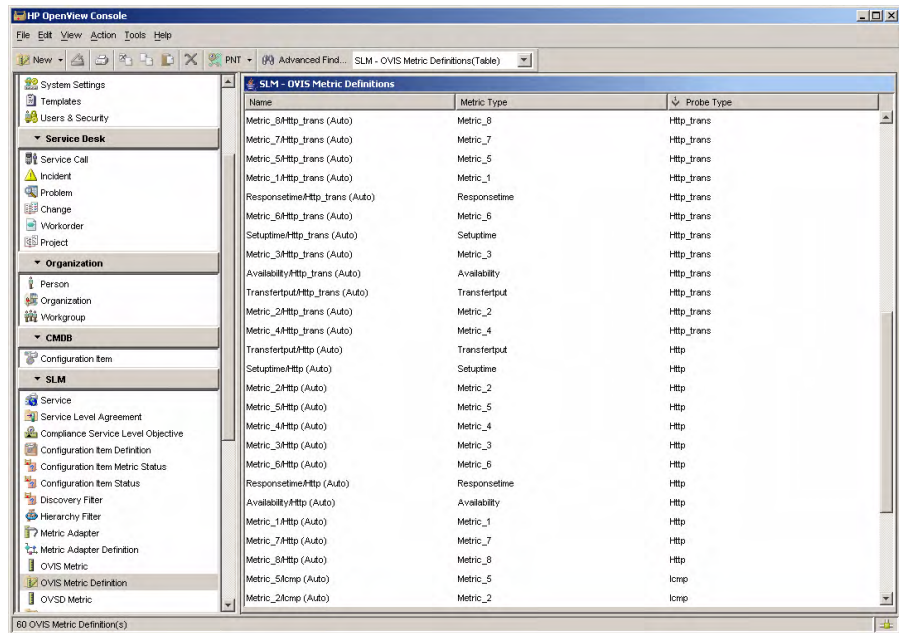 HP OpenView Console
File Edit View Action Tools Help
New PNT Advanced Find... SLM - OVIS Metric Definitions(Table)
System Settings
Templates
Users & Security
Service Desk
Service Call
Incident
Problem
Change
Workorder
Project
Organization
Person
Organization
Workgroup
CMDB
Configuration Item
SLM
Service
Service Level Agreement
Compliance Service Level Objective
Configuration Item Definition
Configuration Item Metric Status
Configuration Item Status
Discovery Filter
Hierarchy Filter
Metric Adapter
Metric Adapter Definition
OVIS Metric
OVIS Metric Definition
OVSD Metric
SLM - OVIS Metric Definitions
Name Metric Type Probe Type
Metric_8/Http_trans (Auto) Metric_8 Http_trans
Metric_7/Http_trans (Auto) Metric_7 Http_trans
Metric_5/Http_trans (Auto) Metric_5 Http_trans
Metric_1/Http_trans (Auto) Metric_1 Http_trans
Responsetime/Http_trans (Auto) Responsetime Http_trans
Metric_6/Http_trans (Auto) Metric_6 Http_trans
Setuptime/Http_trans (Auto) Setuptime Http_trans
Metric_3/Http_trans (Auto) Metric_3 Http_trans
Availability/Http_trans (Auto) Availability Http_trans
Transfertput/Http_trans (Auto) Transfertput Http_trans
Metric_2/Http_trans (Auto) Metric_2 Http_trans
Metric_4/Http_trans (Auto) Metric_4 Http_trans
Transfertput/Http (Auto) Transfertput Http
Setuptime/Http (Auto) Setuptime Http
Metric_2/Http (Auto) Metric_2 Http
Metric_5/Http (Auto) Metric_5 Http
Metric_4/Http (Auto) Metric_4 Http
Metric_3/Http (Auto) Metric_3 Http
Metric_6/Http (Auto) Metric_6 Http
Responsetime/Http (Auto) Responsetime Http
Availability/Http (Auto) Availability Http
Metric_1/Http (Auto) Metric_1 Http
Metric_7/Http (Auto) Metric_7 Http
Metric_8/Http (Auto) Metric_8 Http
Metric_5/Icmp (Auto) Metric_5 Icmp
Metric_2/Icmp (Auto) Metric_2 Icmp
60 OVIS Metric Definition(s)